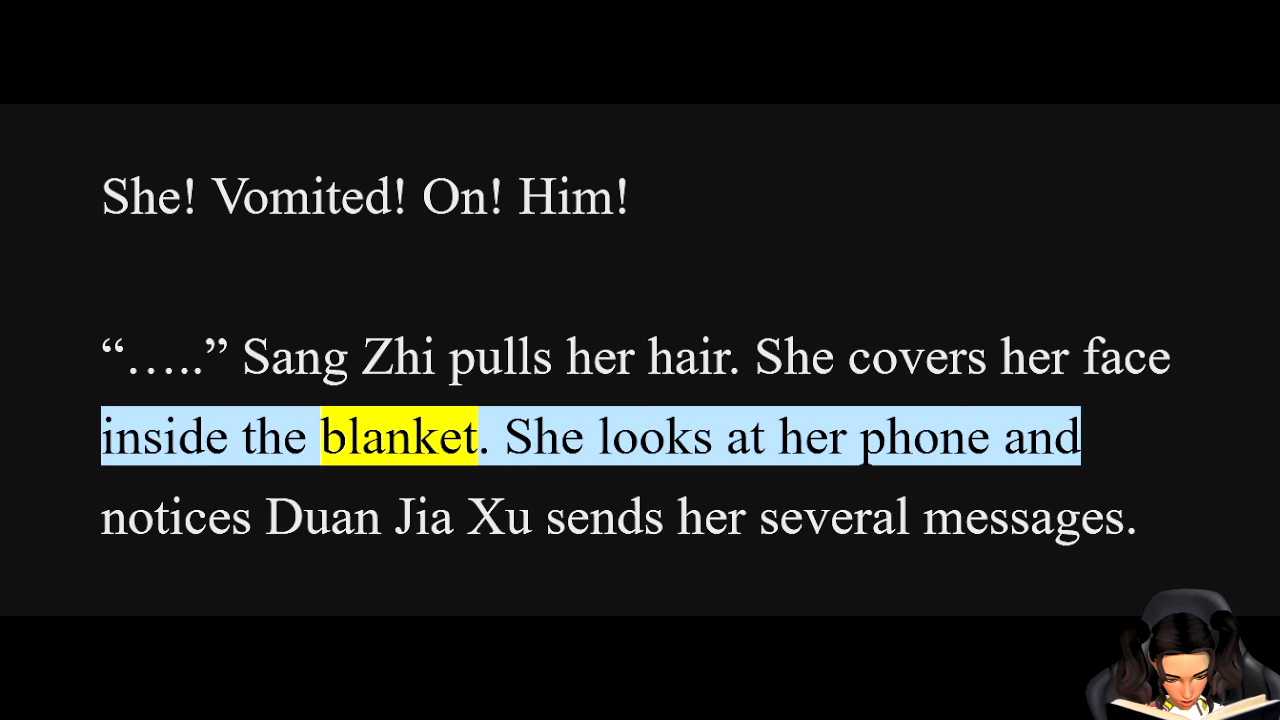 She! Vomited! On! Him!
“…..” Sang Zhi pulls her hair. She covers her face
inside the blanket. She looks at her phone and
notices Duan Jia Xu sends her several messages.